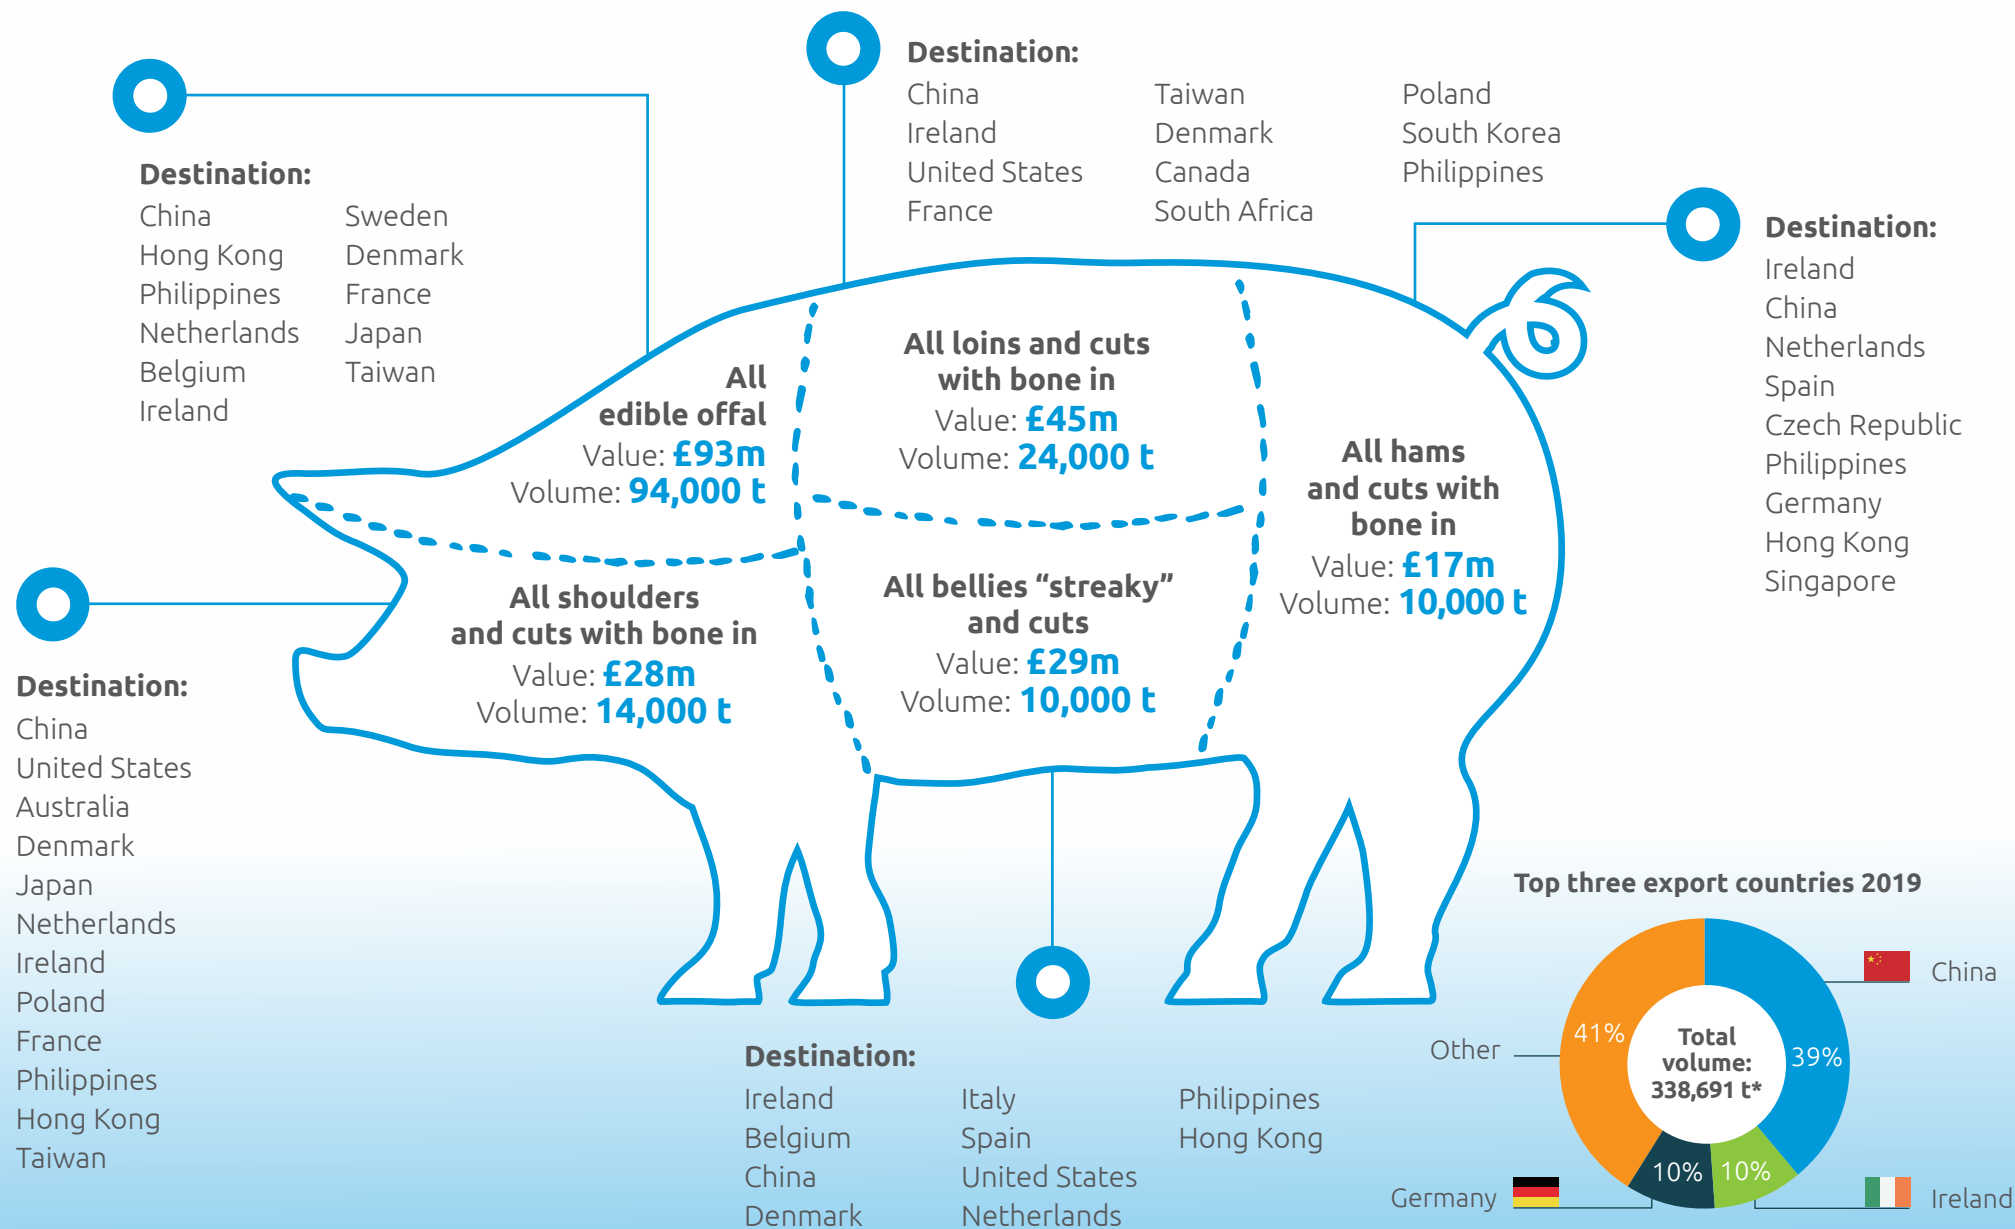 Destination:
China
Hong Kong
Philippines
Netherlands
Belgium
Ireland
Sweden
Denmark
France
Japan
Taiwan
Destination:
China
Ireland
United States
France
Taiwan
Denmark
Canada
South Africa
Poland
South Korea
Philippines
Destination:
Ireland
China
Netherlands
Spain
Czech Republic
Philippines
Germany
Hong Kong
Singapore
All
edible offal
Value: £93m
Volume: 94,000 t
All loins and cuts
with bone in
Value: £45m
Volume: 24,000 t
All hams
and cuts with
bone in
Value: £17m
Volume: 10,000 t
All shoulders
and cuts with bone in
Value: £28m
Volume: 14,000 t
All bellies “streaky”
and cuts
Value: £29m
Volume: 10,000 t
Destination:
China
United States
Australia
Denmark
Japan
Netherlands
Ireland
Poland
France
Philippines
Hong Kong
Taiwan
Destination:
Ireland
Belgium
China
Denmark
Italy
Spain
United States
Netherlands
Philippines
Hong Kong
Top three export countries 2019
China
Other
41%
Total
volume:
338,691 t*
39%
10%
10%
Germany
Ireland